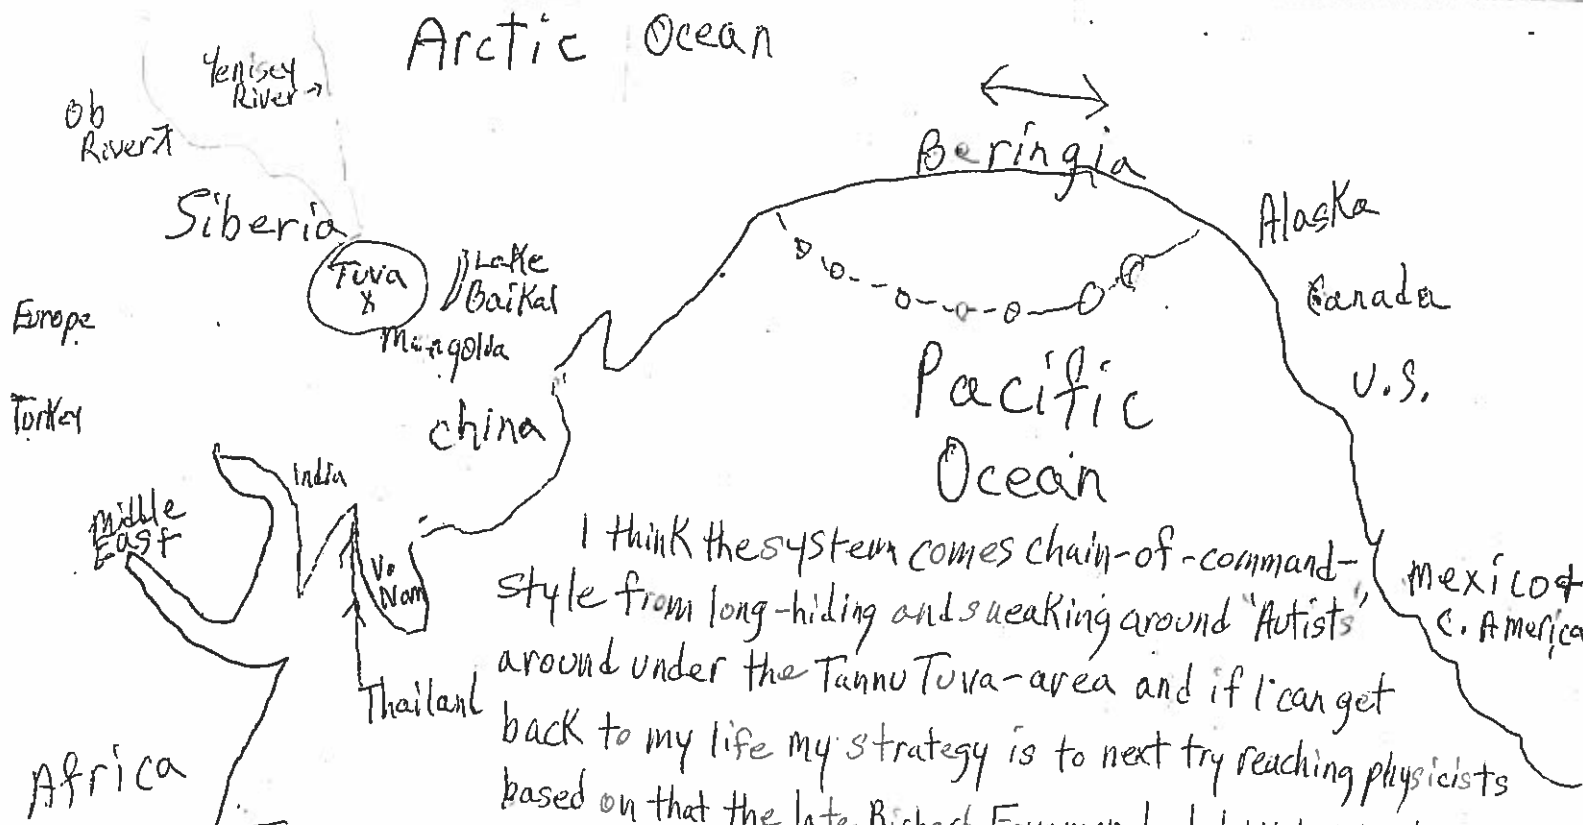 Arctic Ocean
Yenisey
River →
Ob
River
Beringia
Siberia
Alaska
Tuva
X
Lake
Baikal
Canada
Europe
Mongolia
U.S.
Pacific
Ocean
Turkey
China
India
Middle
East
V.
Nam
Thailand
Mexico &
C. America
Africa
I think the system comes chain-of-command-
style from long-hiding and sneaking around 'Autists',
around under the Tannu Tuva-area and if I can get
back to my life my strategy is to next try reaching physicists
based on that the late Richard Feynman